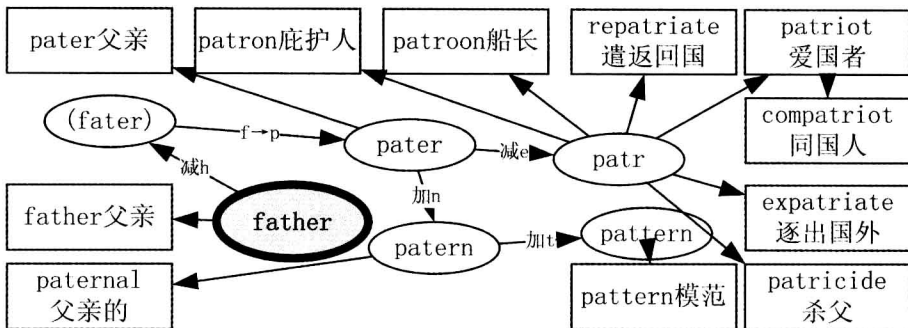 pater父亲
patron庇护人
patroon船长
repatriate
遣返回国
patriot
爱国者
(fater)
f→p
pater
减e
patr
compatriot
同国人
减h
加n
father父亲
father
patern
加t
pattern
expatriate
逐出国外
paternal
父亲的
pattern模范
patricide
杀父